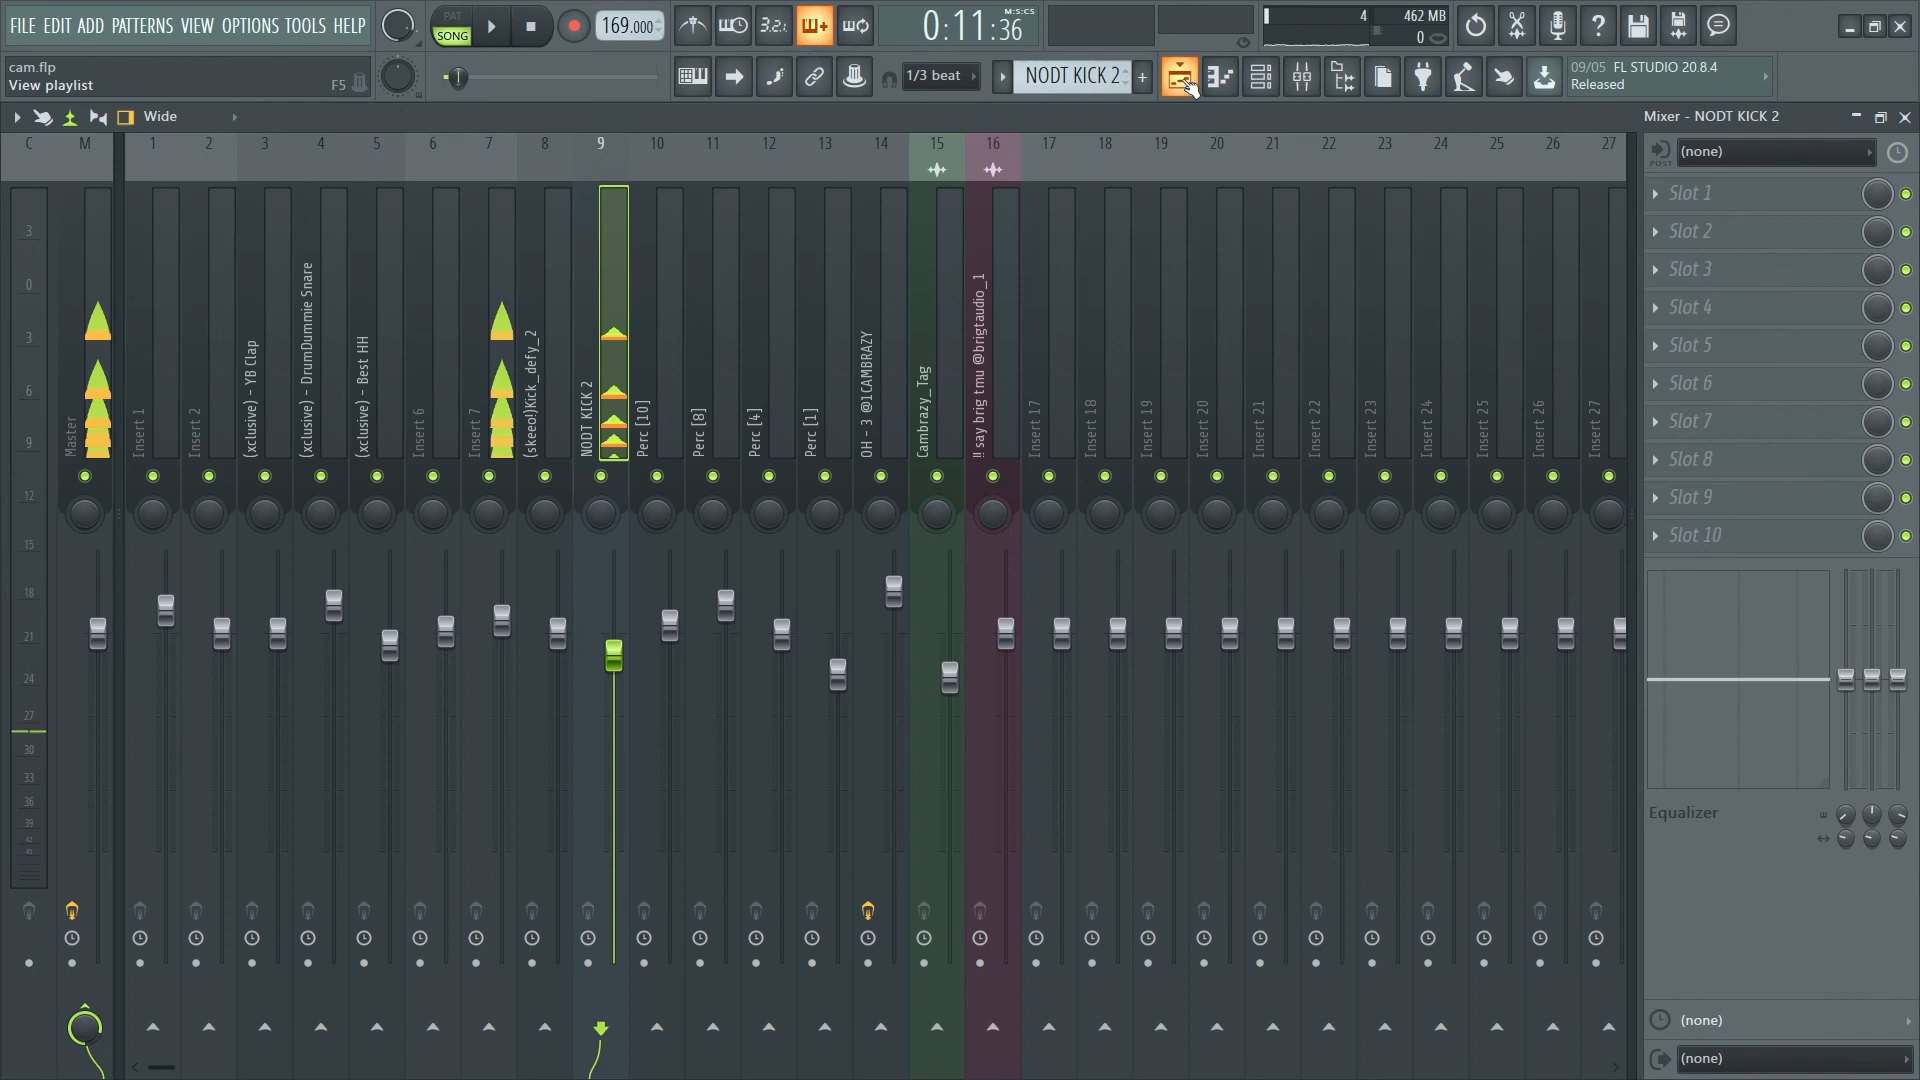 FILE EDIT ADD PATTERNS VIEW OPTIONS TOOLS HELP
PAT
SONG
169.000
3.2.
0:11:36
M:S:CS
4
462 MB
0
cam.flp
View playlist
F5
1/3 beat
NODT KICK 2
09/05 FL STUDIO 20.8.4
Released
Wide
Mixer - NODT KICK 2
C M 1 2 3 4 5 6 7 8 9 10 11 12 13 14 15 16 17 18 19 20 21 22 23 24 25 26 27
POST
(none)
3
0
3
6
9
12
15
18
21
24
27
30
33
36
39
42
45
Master
Insert 1
Insert 2
(xclusive) - YB Clap
(xclusive) - DrumDummie Snare
(xclusive) - Best HH
Insert 6
Insert 7
(skeeo!)Kick_defy_2
NODT KICK 2
Perc [10]
Perc [8]
Perc [4]
Perc [1]
OH - 3 @1CAMBRAZY
Cambrazy_Tag
!! say brig tmu @brigtaudio_1
Insert 17
Insert 18
Insert 19
Insert 20
Insert 21
Insert 22
Insert 23
Insert 24
Insert 25
Insert 26
Insert 27
Slot 1
Slot 2
Slot 3
Slot 4
Slot 5
Slot 6
Slot 7
Slot 8
Slot 9
Slot 10
Equalizer
(none)
(none)